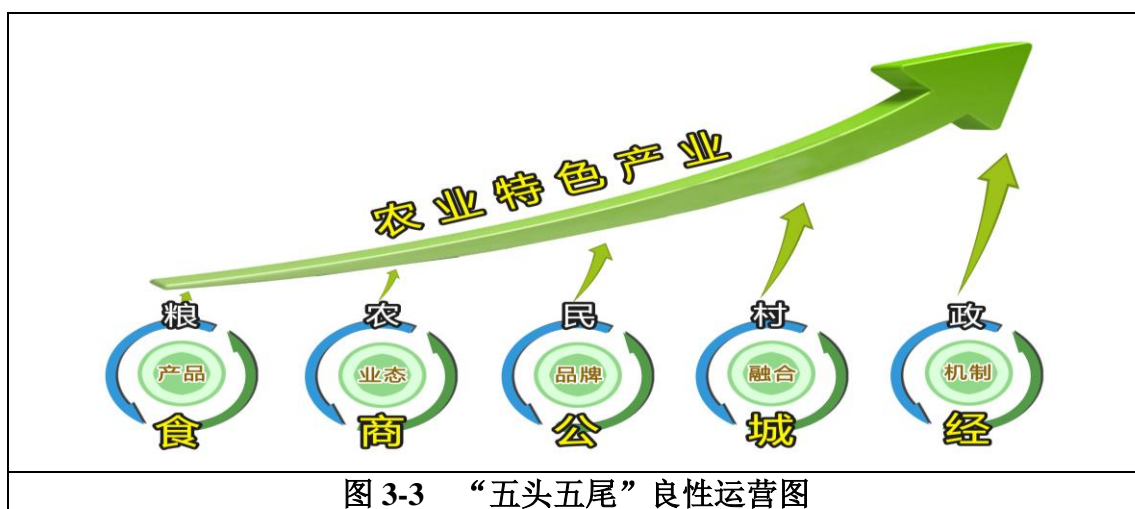 农业特色产业
粮 农 民 村 政
产品 业态 品牌 融合 机制
食 商 公 城 经
图 3-3 “五头五尾”良性运营图